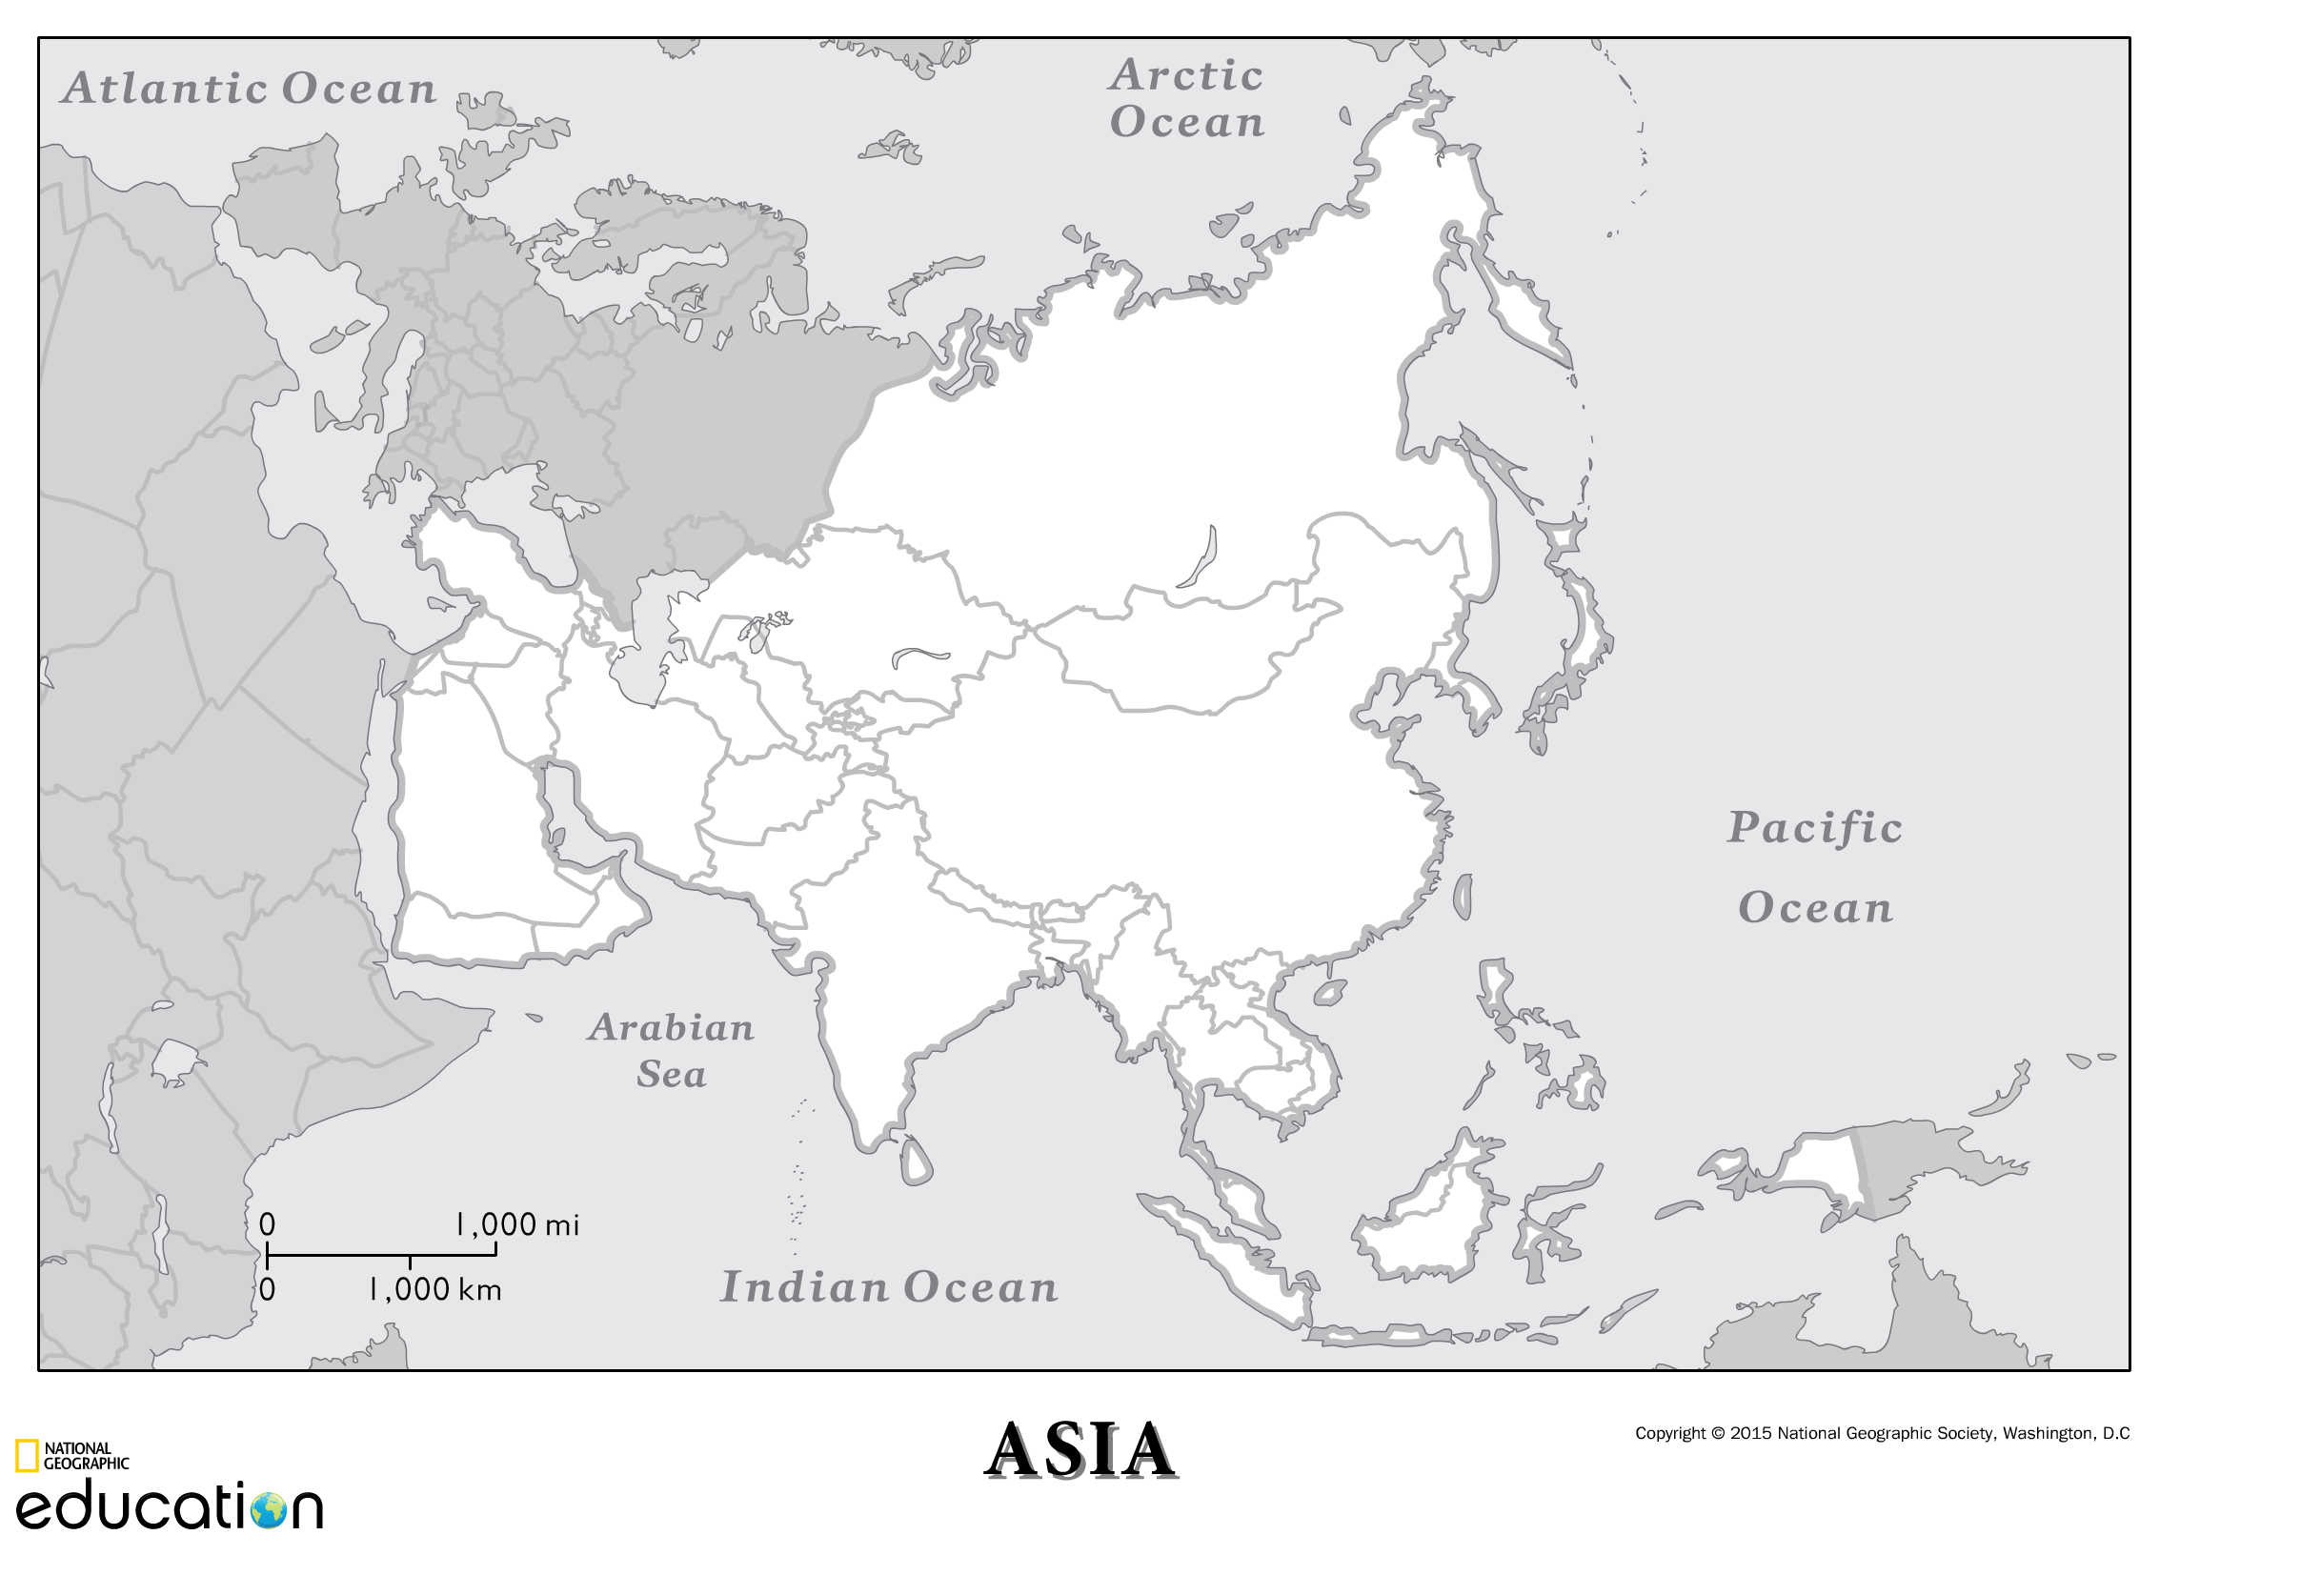 Atlantic Ocean
Arctic
Ocean
Pacific
Ocean
Arabian
Sea
0 1,000 mi
0 1,000 km
Indian Ocean
ASIA
Copyright © 2015 National Geographic Society, Washington, D.C
NATIONAL
GEOGRAPHIC
education